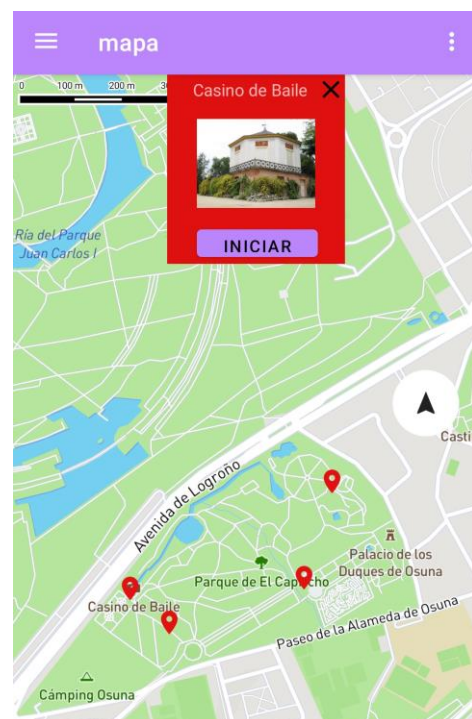 mapa
0
100 m
200 m
Casino de Baile
INICIAR
Ría del Parque
Juan Carlos I
Avenida de Logroño
Palacio de los
Duques de Osuna
Parque de El Capricho
Casino de Baile
Paseo de la Alameda de Osuna
Cámping Osuna